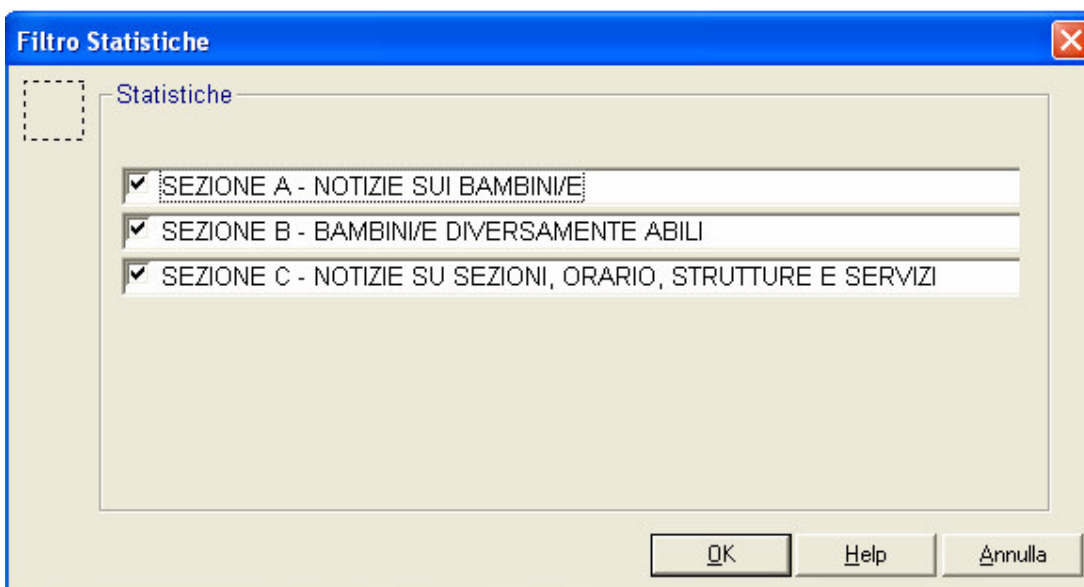 Filtro Statistiche
Statistiche
SEZIONE A - NOTIZIE SUI BAMBINI/E
SEZIONE B - BAMBINI/E DIVERSAMENTE ABILI
SEZIONE C - NOTIZIE SU SEZIONI, ORARIO, STRUTTURE E SERVIZI
OK Help Annulla